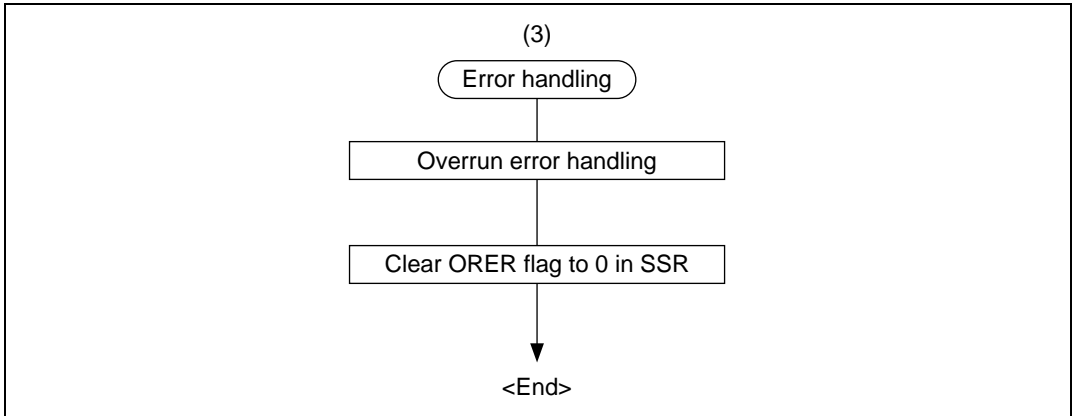 (3)
Error handling
Overrun error handling
Clear ORER flag to 0 in SSR
<End>